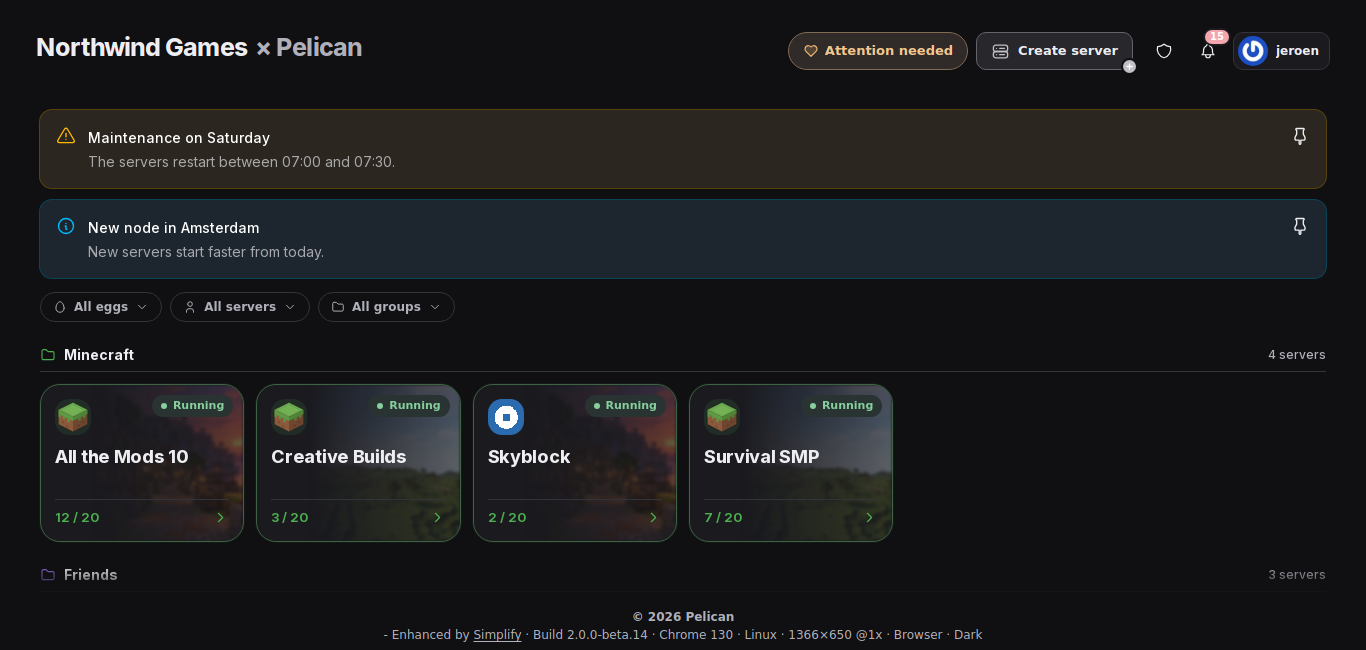 Northwind Games × Pelican
Attention needed
Create server
15
jeroen
Maintenance on Saturday
The servers restart between 07:00 and 07:30.
New node in Amsterdam
New servers start faster from today.
All eggs
All servers
All groups
Minecraft
4 servers
Running
All the Mods 10
12 / 20
Running
Creative Builds
3 / 20
Running
Skyblock
2 / 20
Running
Survival SMP
7 / 20
Friends
3 servers
© 2026 Pelican
- Enhanced by Simplify · Build 2.0.0-beta.14 · Chrome 130 · Linux · 1366×650 @1x · Browser · Dark